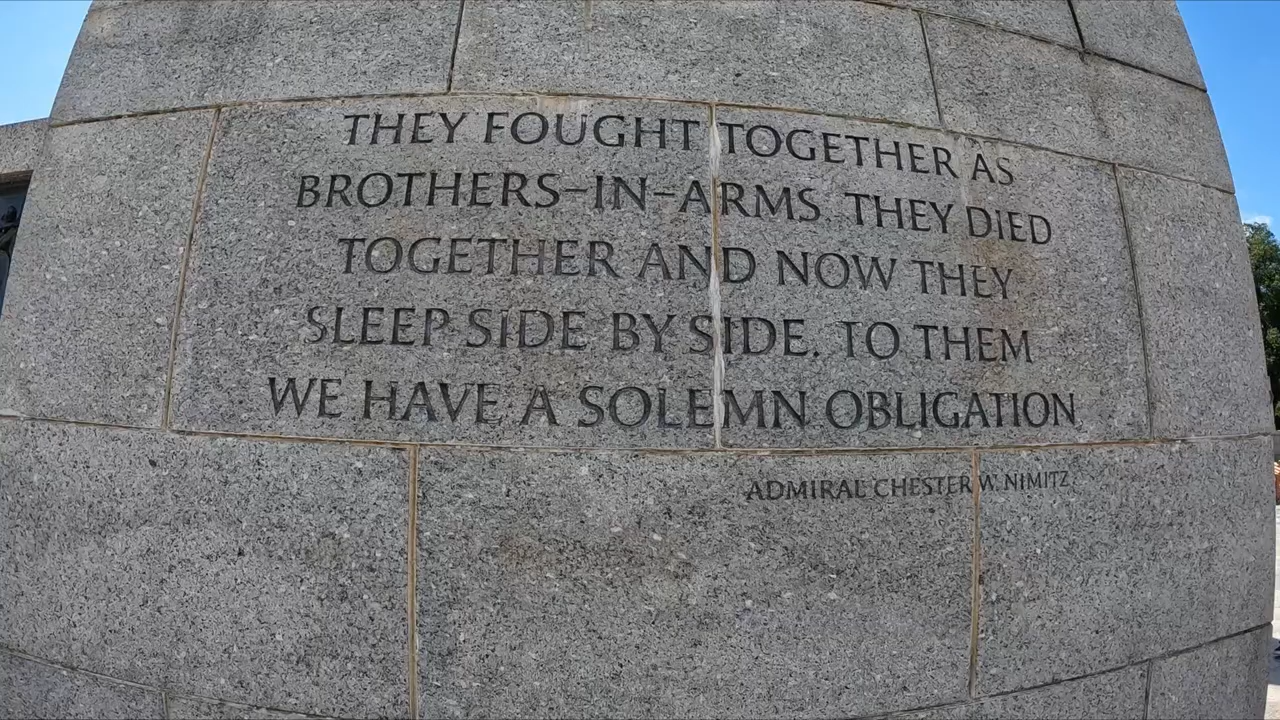 THEY FOUGHT TOGETHER AS
BROTHERS-IN-ARMS. THEY DIED
TOGETHER AND NOW THEY
SLEEP SIDE BY SIDE. TO THEM
WE HAVE A SOLEMN OBLIGATION
ADMIRAL CHESTER W. NIMITZ